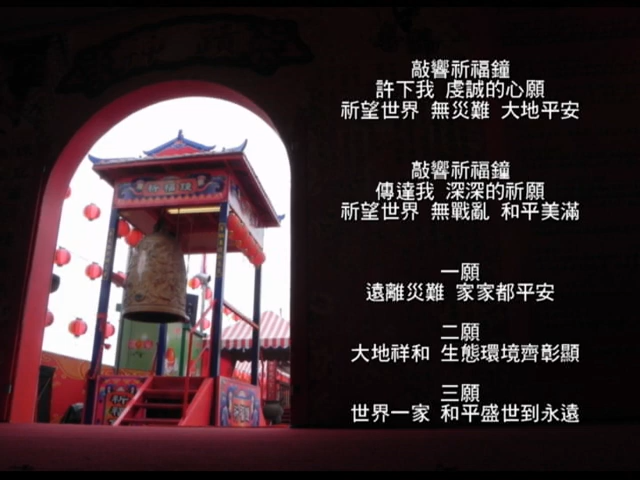 敲響祈福鐘
許下我 虔誠的心願
祈望世界 無災難 大地平安
敲響祈福鐘
傳達我 深深的祈願
祈望世界 無戰亂 和平美滿
一願
遠離災難 家家都平安
二願
大地祥和 生態環境齊彰顯
三願
世界一家 和平盛世到永遠